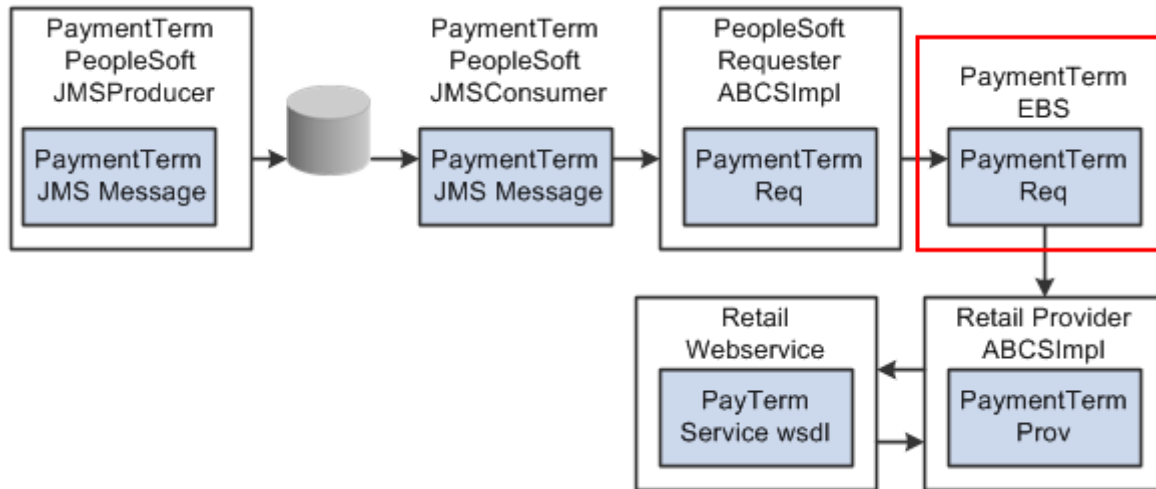 PaymentTerm
PeopleSoft
JMSProducer
PaymentTerm
JMS Message
PaymentTerm
PeopleSoft
JMSConsumer
PaymentTerm
JMS Message
PeopleSoft
Requester
ABCSImpl
PaymentTerm
Req
PaymentTerm
EBS
PaymentTerm
Req
Retail
Webservice
PayTerm
Service wsdl
Retail Provider
ABCSImpl
PaymentTerm
Prov